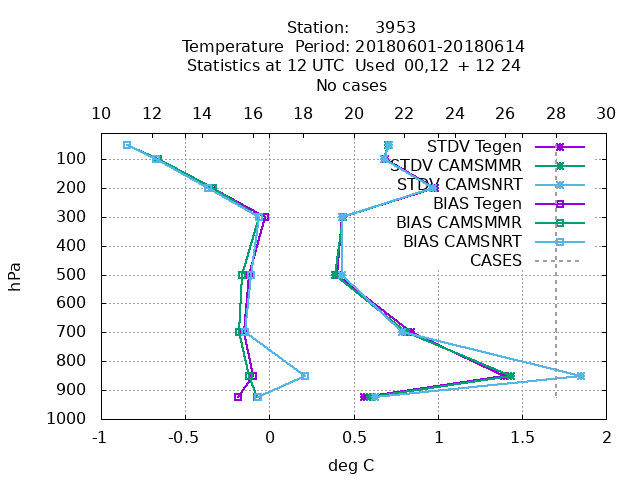 Station: 3953
Temperature Period: 20180601-20180614
Statistics at 12 UTC Used 00,12 + 12 24
No cases
10 12 14 16 18 20 22 24 26 28 30
STDV Tegen
STDV CAMSMMR
STDV CAMSNRT
BIAS Tegen
BIAS CAMSMMR
BIAS CAMSNRT
CASES
hPa
100
200
300
400
500
600
700
800
900
1000
-1 -0.5 0 0.5 1 1.5 2
deg C